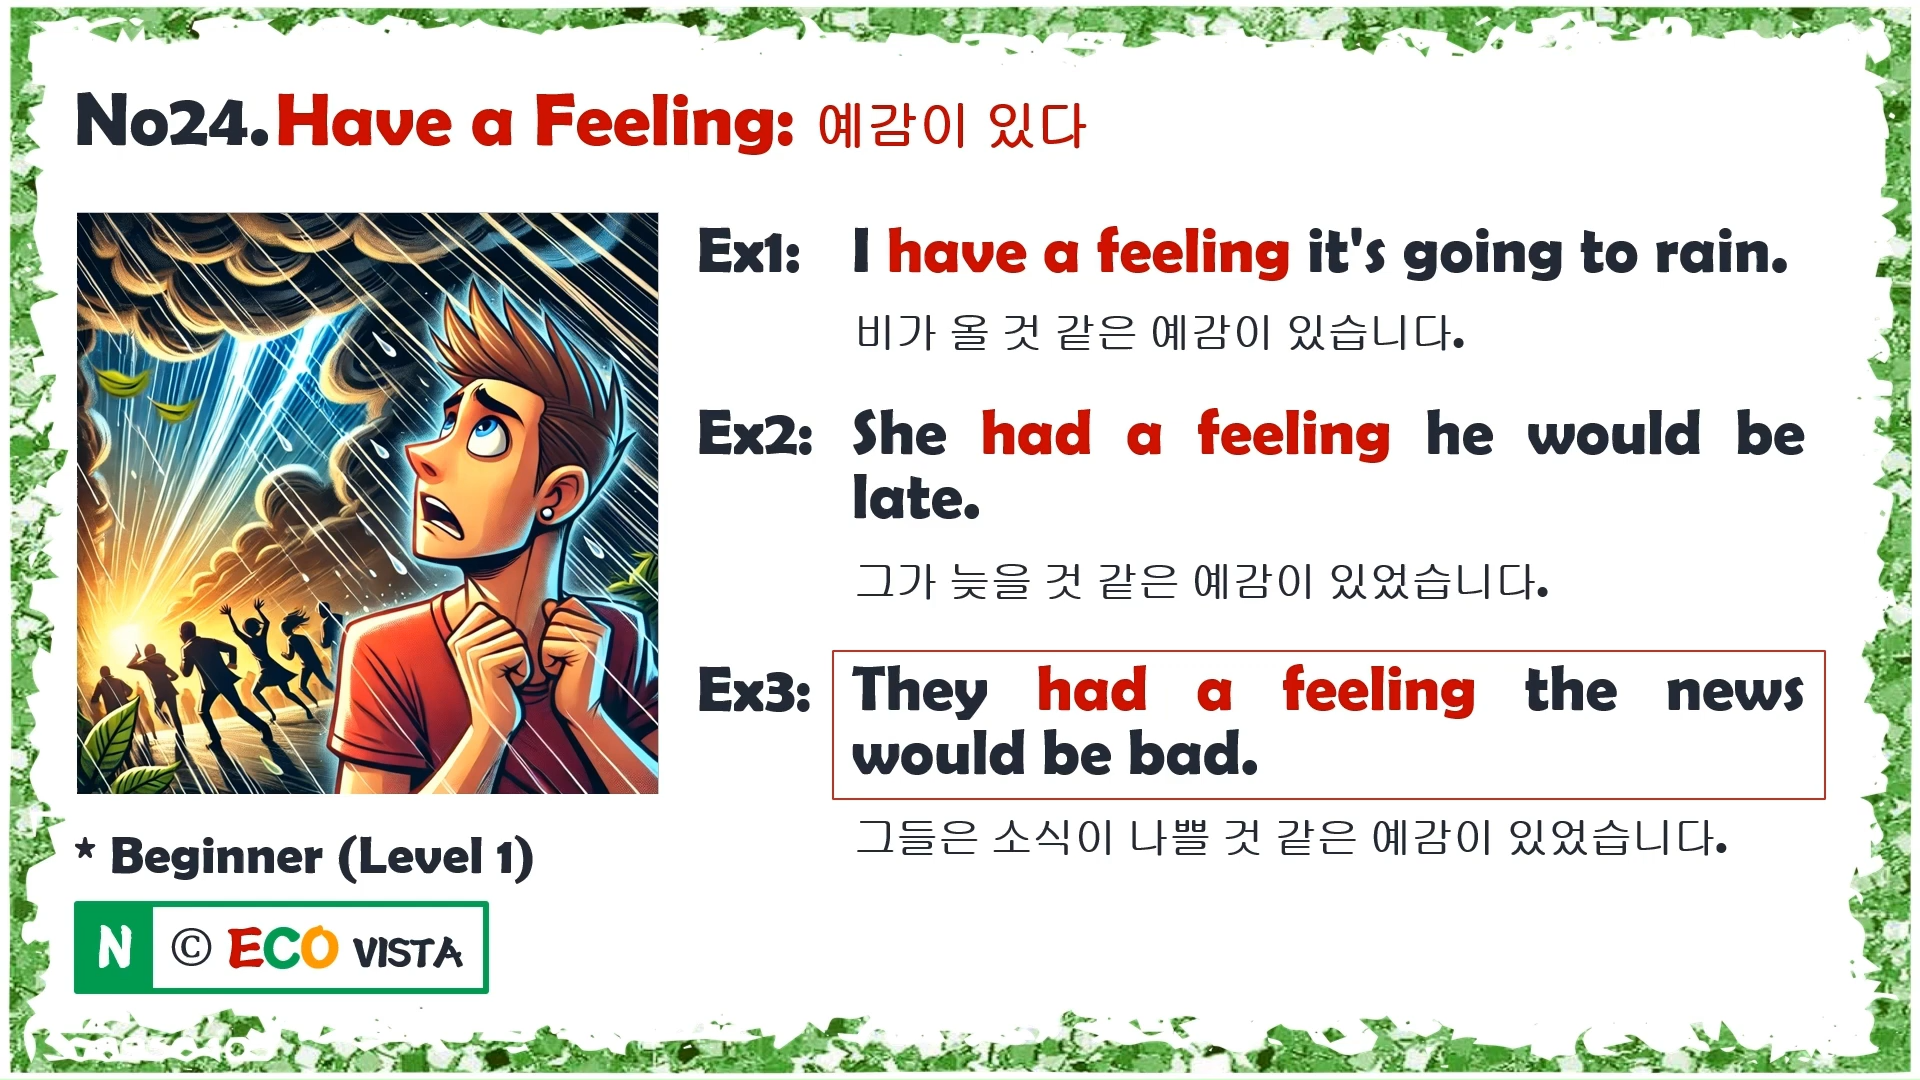 No24. Have a Feeling: 예감이 있다
Ex1: I have a feeling it's going to rain.
비가 올 것 같은 예감이 있습니다.
Ex2: She had a feeling he would be
late.
그가 늦을 것 같은 예감이 있었습니다.
Ex3: They had a feeling the news
would be bad.
그들은 소식이 나쁠 것 같은 예감이 있었습니다.
* Beginner (Level 1)
N © ECO VISTA